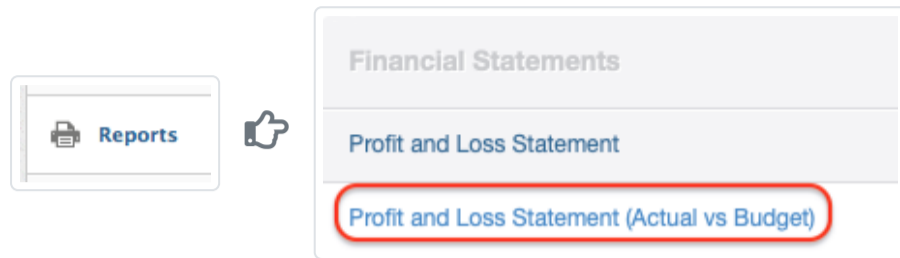 Reports
Financial Statements
Profit and Loss Statement
Profit and Loss Statement (Actual vs Budget)